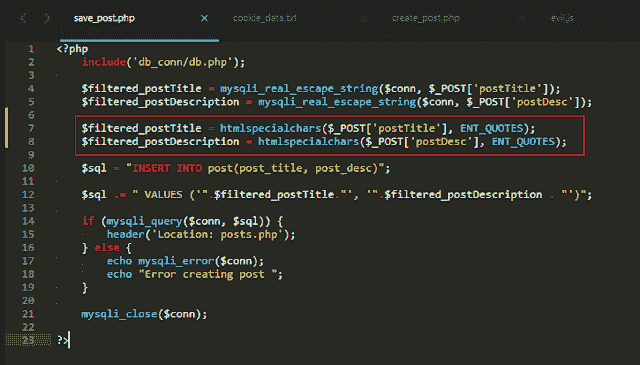 save_post.php × cookie_data.txt create_post.php evil.js
1 <?php
2 include('db_conn/db.php');
3
4 $filtered_postTitle = mysqli_real_escape_string($conn, $_POST['postTitle']);
5 $filtered_postDescription = mysqli_real_escape_string($conn, $_POST['postDesc']);
6
7 $filtered_postTitle = htmlspecialchars($_POST['postTitle'], ENT_QUOTES);
8 $filtered_postDescription = htmlspecialchars($_POST['postDesc'], ENT_QUOTES);
9
10 $sql = "INSERT INTO post(post_title, post_desc)";
11
12 $sql .= " VALUES ('".$filtered_postTitle."', '".$filtered_postDescription . "')";
13
14 if (mysqli_query($conn, $sql)) {
15 header('Location: posts.php');
16 } else {
17 echo mysqli_error($conn);
18 echo "Error creating post ";
19 }
20
21 mysqli_close($conn);
22
23 ?>